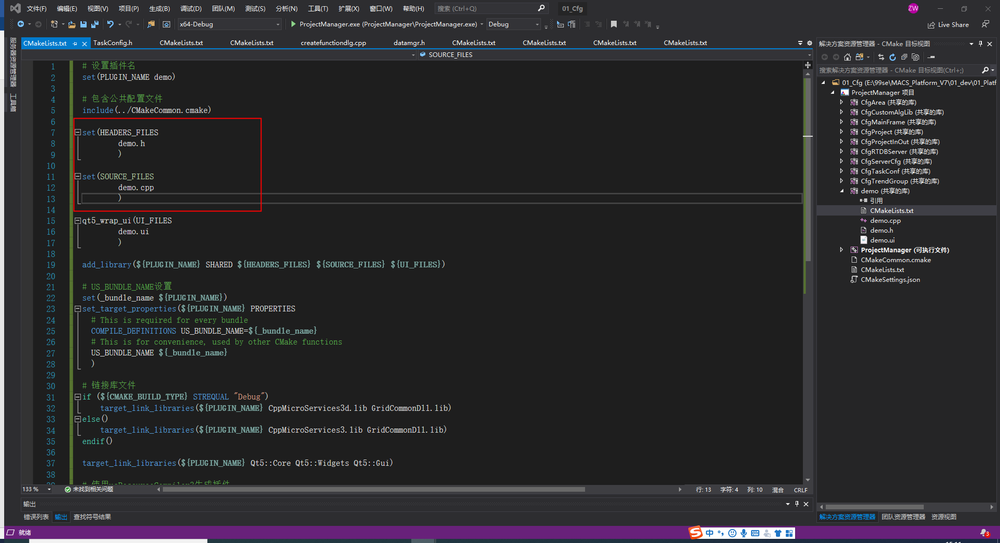 文件(F) 编辑(E) 视图(V) 项目(P) 生成(B) 调试(D) 团队(M) 测试(S) 分析(N) 工具(T) 扩展(X) 窗口(W) 帮助(H) 搜索 (Ctrl+Q) 01_Cfg ZW
x64-Debug ProjectManager.exe (ProjectManager\ProjectManager.exe) Debug Live Share
服务器资源管理器
工具箱
CMakeLists.txt TaskConfig.h CMakeLists.txt CMakeLists.txt createfunctiondlg.cpp datamgr.h CMakeLists.txt CMakeLists.txt CMakeLists.txt CMakeLists.txt
SOURCE_FILES
1 # 设置插件名
2 set(PLUGIN_NAME demo)
3
4 # 包含公共配置文件
5 include(../CMakeCommon.cmake)
6
7 set(HEADERS_FILES
8 demo.h
9 )
10
11 set(SOURCE_FILES
12 demo.cpp
13 )
14
15 qt5_wrap_ui(UI_FILES
16 demo.ui
17 )
18
19 add_library(${PLUGIN_NAME} SHARED ${HEADERS_FILES} ${SOURCE_FILES} ${UI_FILES})
20
21 # US_BUNDLE_NAME设置
22 set(_bundle_name ${PLUGIN_NAME})
23 set_target_properties(${PLUGIN_NAME} PROPERTIES
24 # This is required for every bundle
25 COMPILE_DEFINITIONS US_BUNDLE_NAME=${_bundle_name}
26 # This is for convenience, used by other CMake functions
27 US_BUNDLE_NAME ${_bundle_name}
28 )
29
30 # 链接库文件
31 if (${CMAKE_BUILD_TYPE} STREQUAL "Debug")
32 target_link_libraries(${PLUGIN_NAME} CppMicroServices3d.lib GridCommonDll.lib)
33 else()
34 target_link_libraries(${PLUGIN_NAME} CppMicroServices3.lib GridCommonDll.lib)
35 endif()
36
37 target_link_libraries(${PLUGIN_NAME} Qt5::Core Qt5::Widgets Qt5::Gui)
38
133 % 未找到相关问题 行: 13 字符: 4 列: 10 混合 CRLF
输出
错误列表 输出 查找符号结果
就绪
解决方案资源管理器 - CMake 目标视图
搜索解决方案资源管理器 - CMake 目标视图(Ctrl+;)
01_Cfg (E:\99se\MACS_Platform_V7\01_dev\01_Platf
ProjectManager 项目
CfgArea (共享的库)
CfgCustomAlgLib (共享的库)
CfgMainFrame (共享的库)
CfgProject (共享的库)
CfgProjectInOut (共享的库)
CfgRTDBServer (共享的库)
CfgServerCfg (共享的库)
CfgTaskConf (共享的库)
CfgTrendGroup (共享的库)
demo (共享的库)
引用
CMakeLists.txt
demo.cpp
demo.h
demo.ui
ProjectManager (可执行文件)
CMakeCommon.cmake
CMakeLists.txt
CMakeSettings.json
解决方案资源管理器 团队资源管理器 资源视图
S 中
3